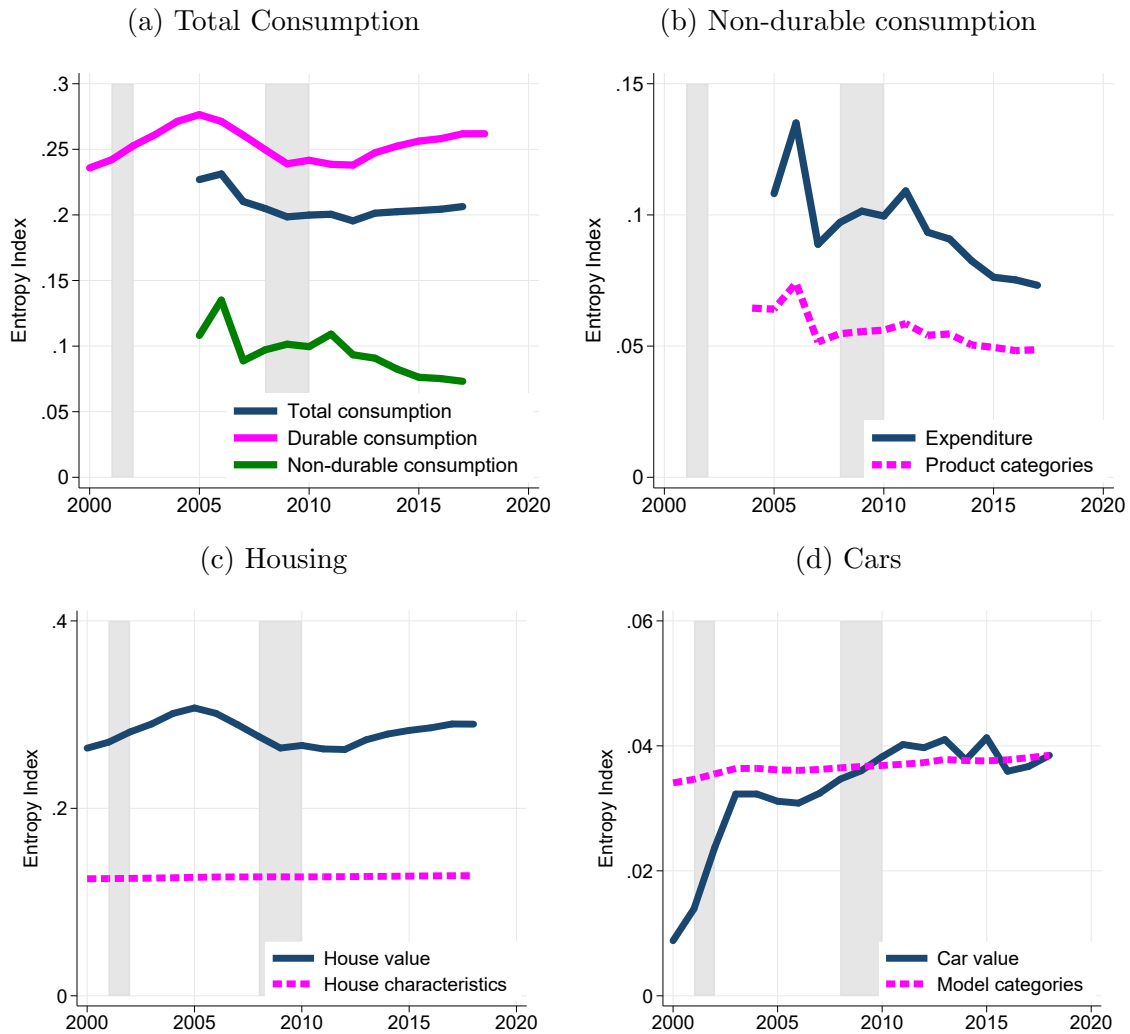 (a) Total Consumption
.3
.25
.2
.15
.1
.05
0
Entropy Index
2000 2005 2010 2015 2020
Total consumption
Durable consumption
Non-durable consumption
(b) Non-durable consumption
.15
.1
.05
0
Entropy Index
2000 2005 2010 2015 2020
Expenditure
Product categories
(c) Housing
.4
.2
0
Entropy Index
2000 2005 2010 2015 2020
House value
House characteristics
(d) Cars
.06
.04
.02
0
Entropy Index
2000 2005 2010 2015 2020
Car value
Model categories